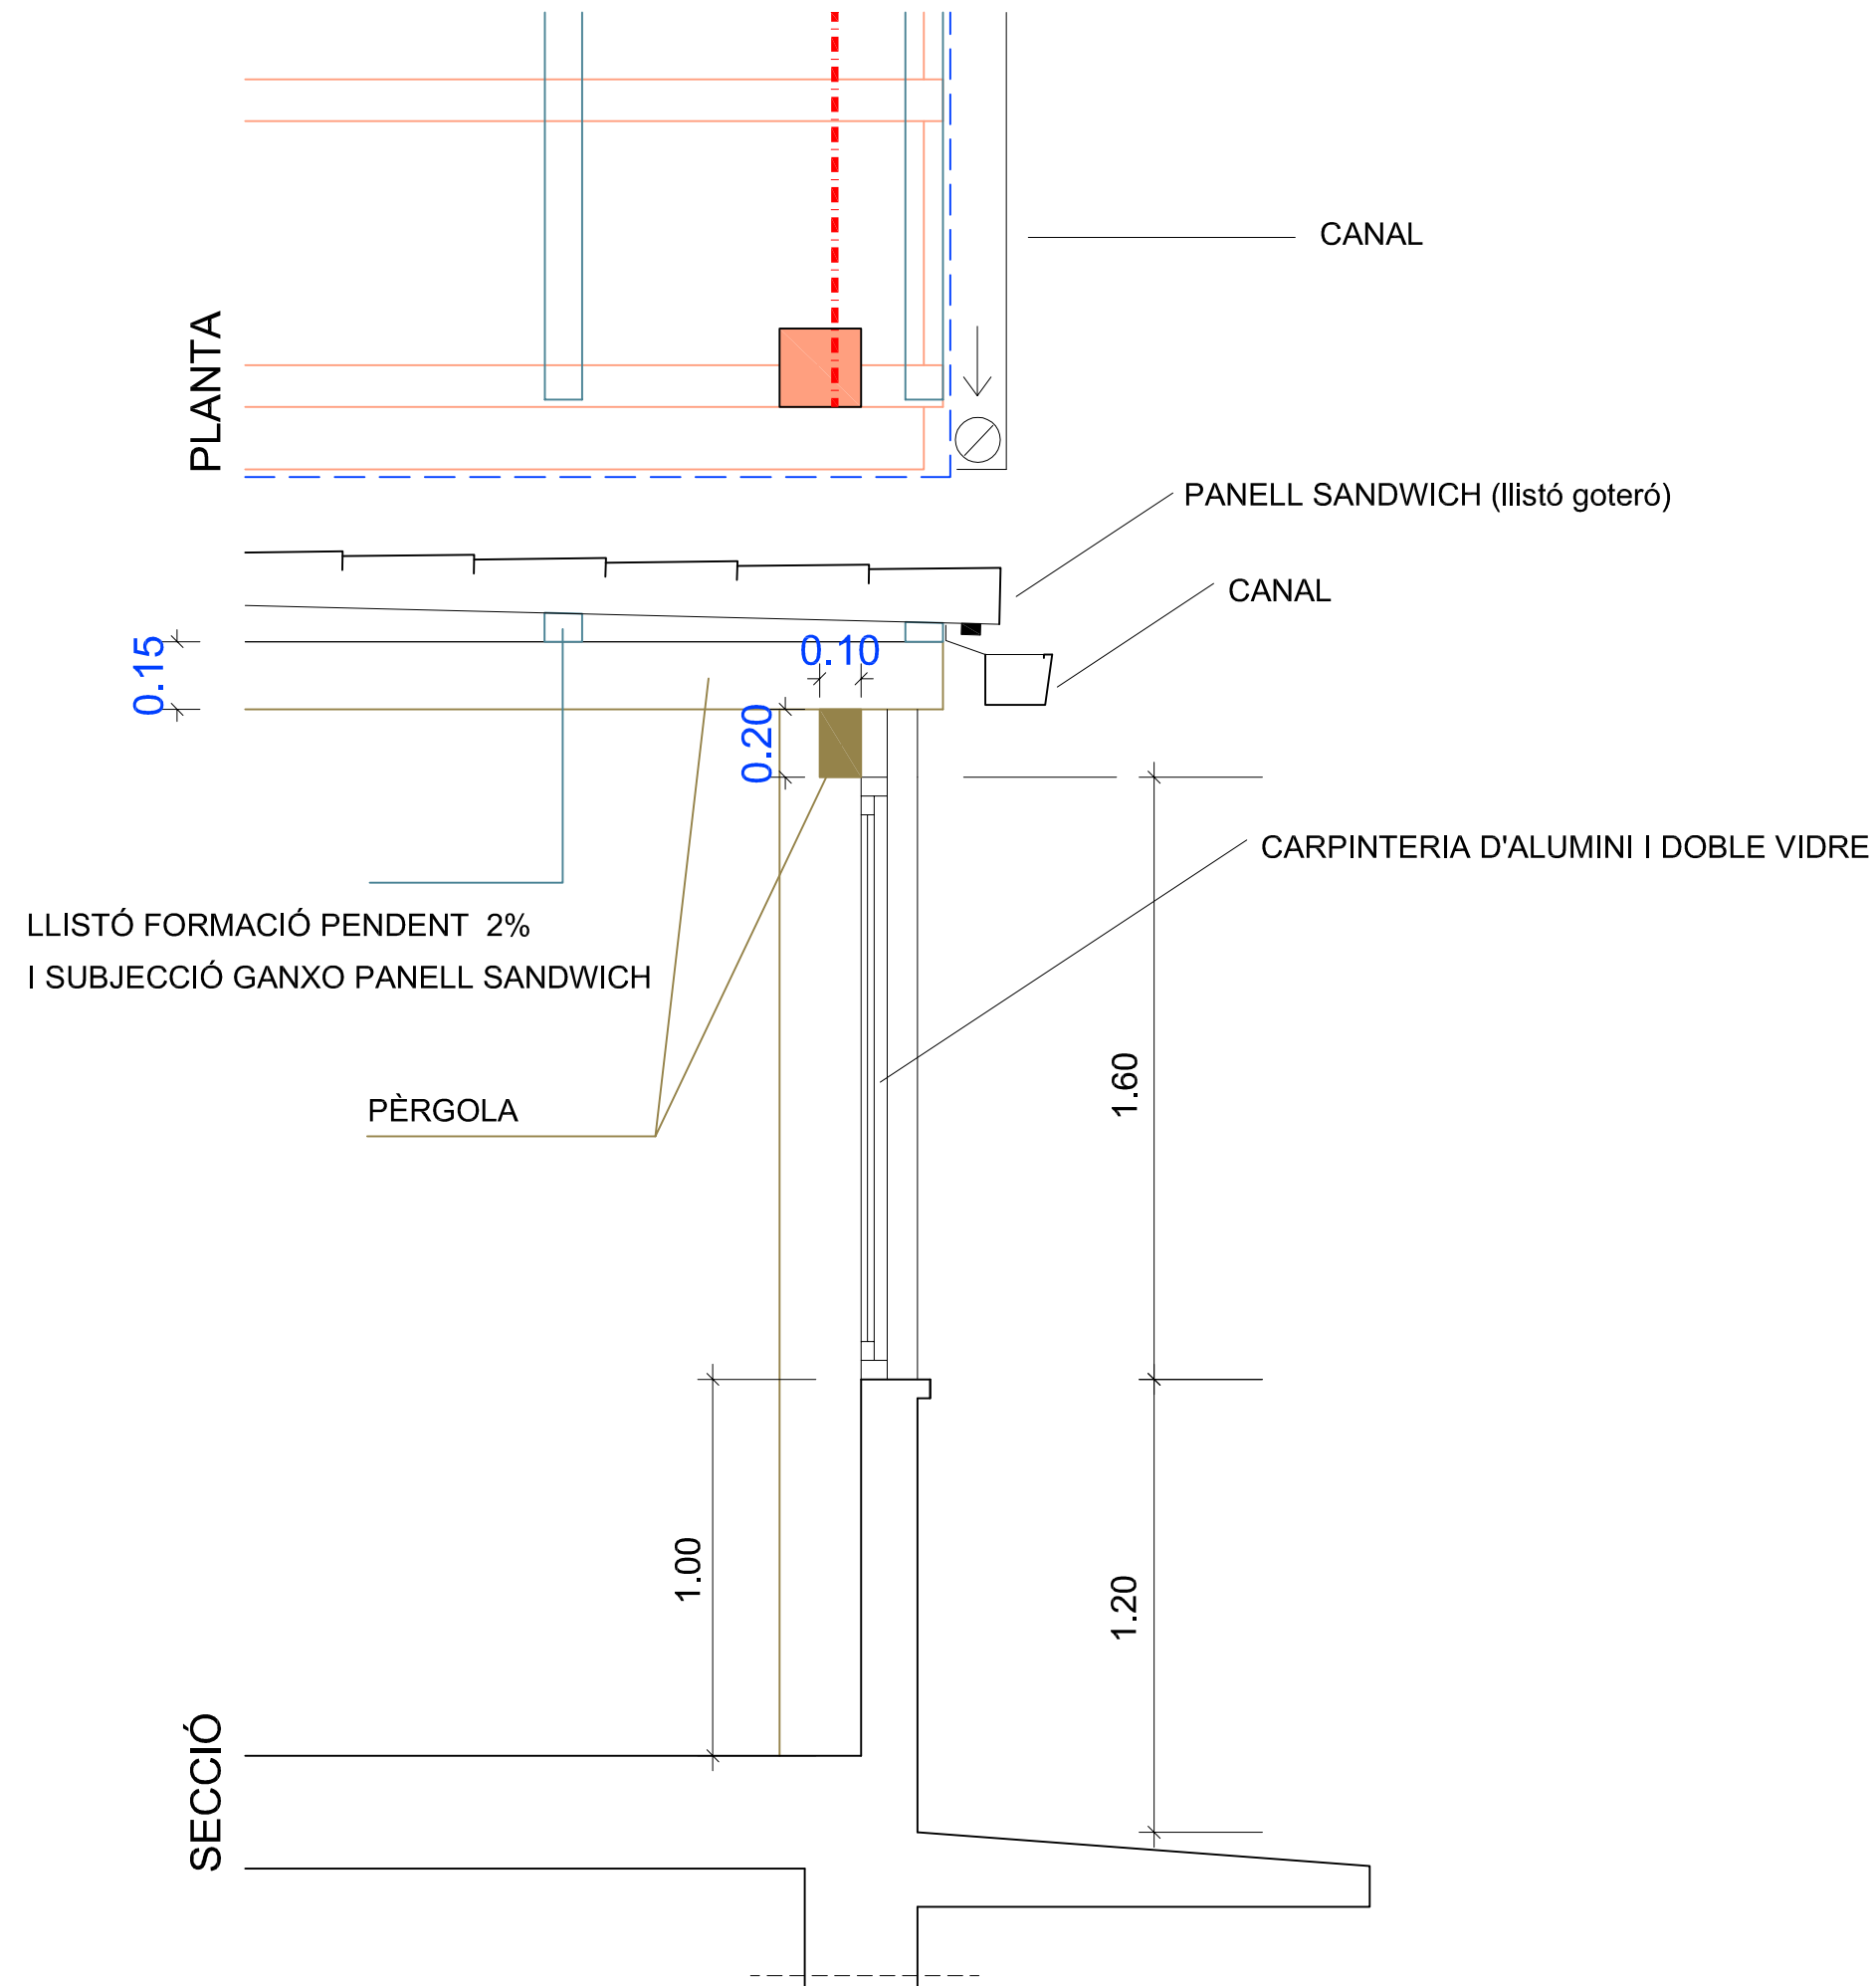 CANAL
PLANTA
PANELL SANDWICH (llistó goteró)
CANAL
0.15
0.10
0.20
CARPINTERIA D'ALUMINI I DOBLE VIDRE
LLISTÓ FORMACIÓ PENDENT 2%
I SUBJECCIÓ GANXO PANELL SANDWICH
PÈRGOLA
1.60
1.00
1.20
SECCIÓ